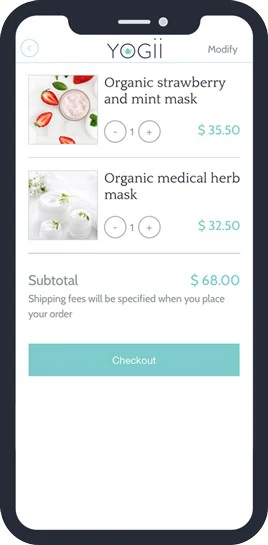 YOGii
Modify
Organic strawberry
and mint mask
- 1 +
$ 35.50
Organic medical herb
mask
- 1 +
$ 32.50
Subtotal
$ 68.00
Shipping fees will be specified when you place
your order
Checkout